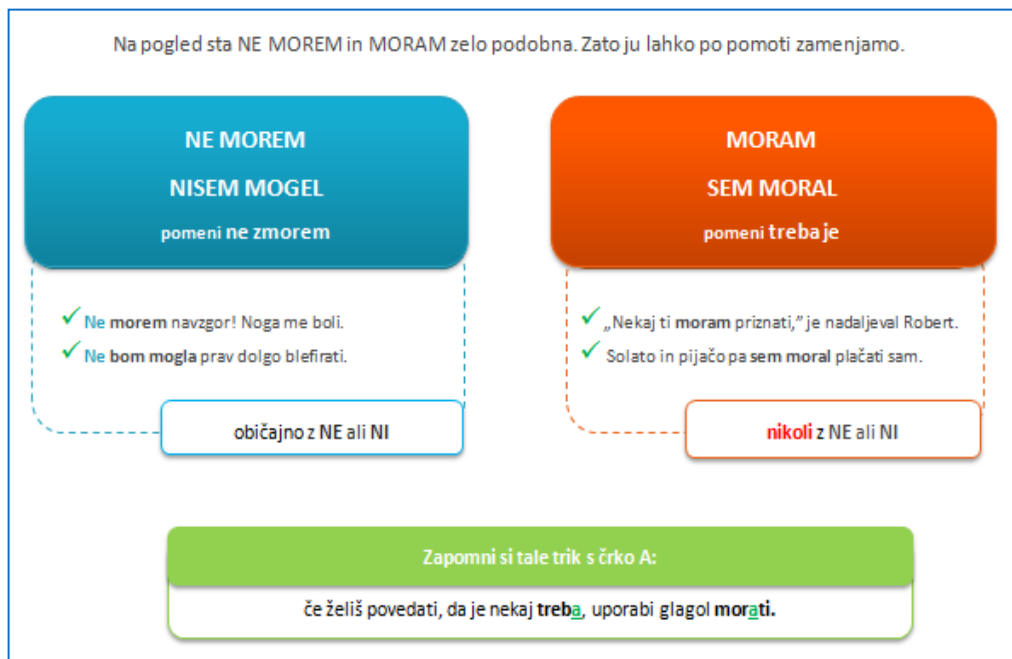 Na pogled sta NE MOREM in MORAM zelo podobna. Zato ju lahko po pomoti zamenjamo.
NE MOREM
NISEM MOGEL
pomeni ne zmorem
✓ Ne morem navzgor! Noga me boli.
✓ Ne bom mogla prav dolgo blefirati.
običajno z NE ali NI
MORAM
SEM MORAL
pomeni treba je
✓ „Nekaj ti moram priznati,” je nadaljeval Robert.
✓ Solato in pijačo pa sem moral plačati sam.
nikoli z NE ali NI
Zapomni si tale trik s črko A:
če želiš povedati, da je nekaj treba, uporabi glagol morati.